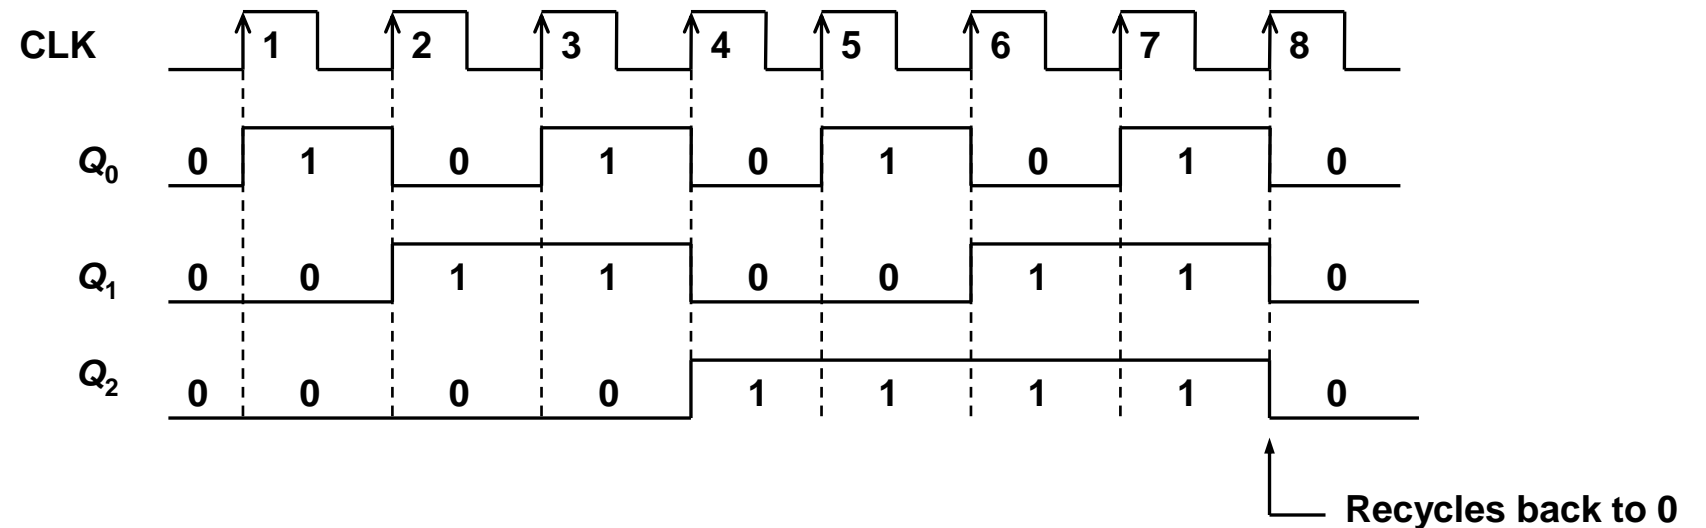 CLK 1 2 3 4 5 6 7 8
Q0 0 1 0 1 0 1 0 1 0
Q1 0 0 1 1 0 0 1 1 0
Q2 0 0 0 0 1 1 1 1 0
Recycles back to 0